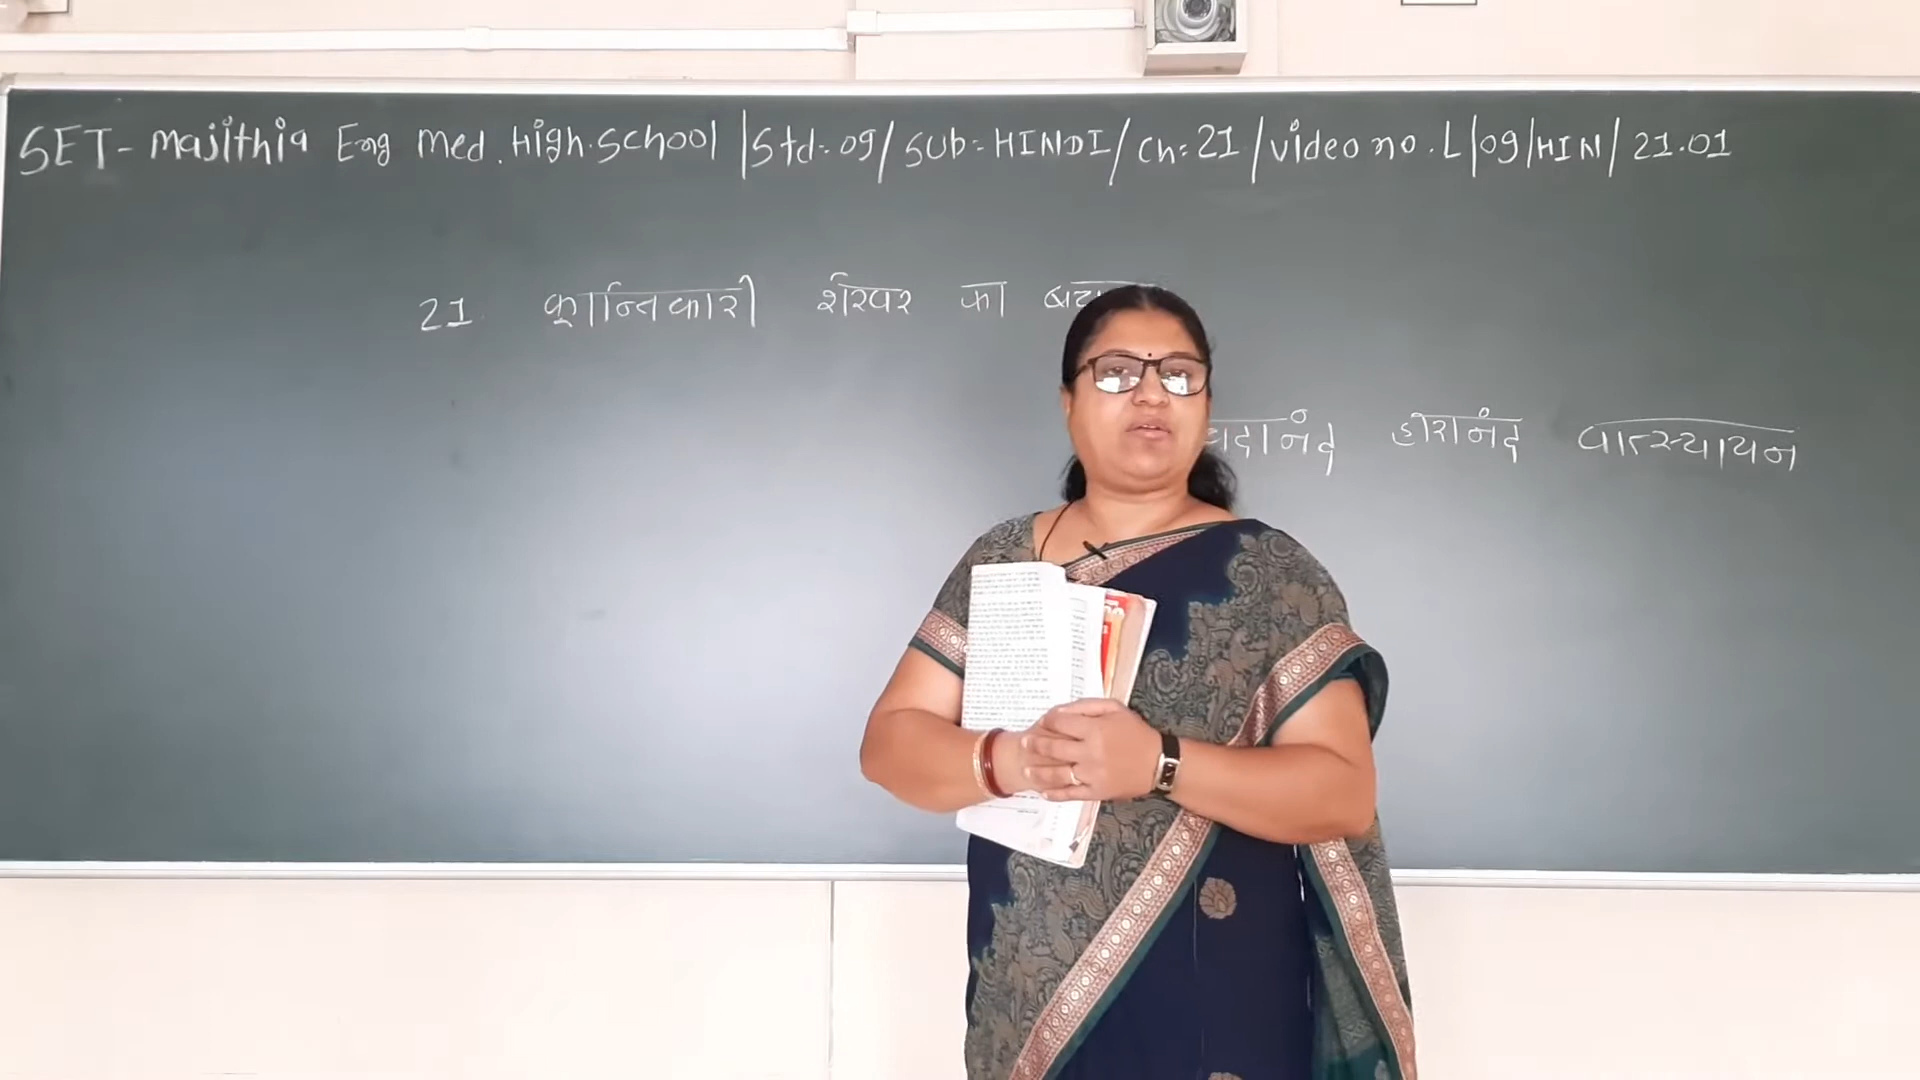 SET- Majithia Eng Med. High. School | Std:- 09 / SUB:- HINDI / Ch: 21 / video no. L | 09 | HIN | 21.01
21 क्रान्तिकारी शेखर का
हीरानंद वात्स्यायन